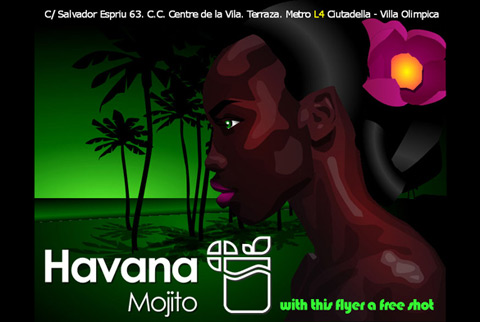 C/ Salvador Espriu 63. C.C. Centre de la Vila. Terraza. Metro L4 Ciutadella - Villa Olimpica
Havana
Mojito
with this flyer a free shot